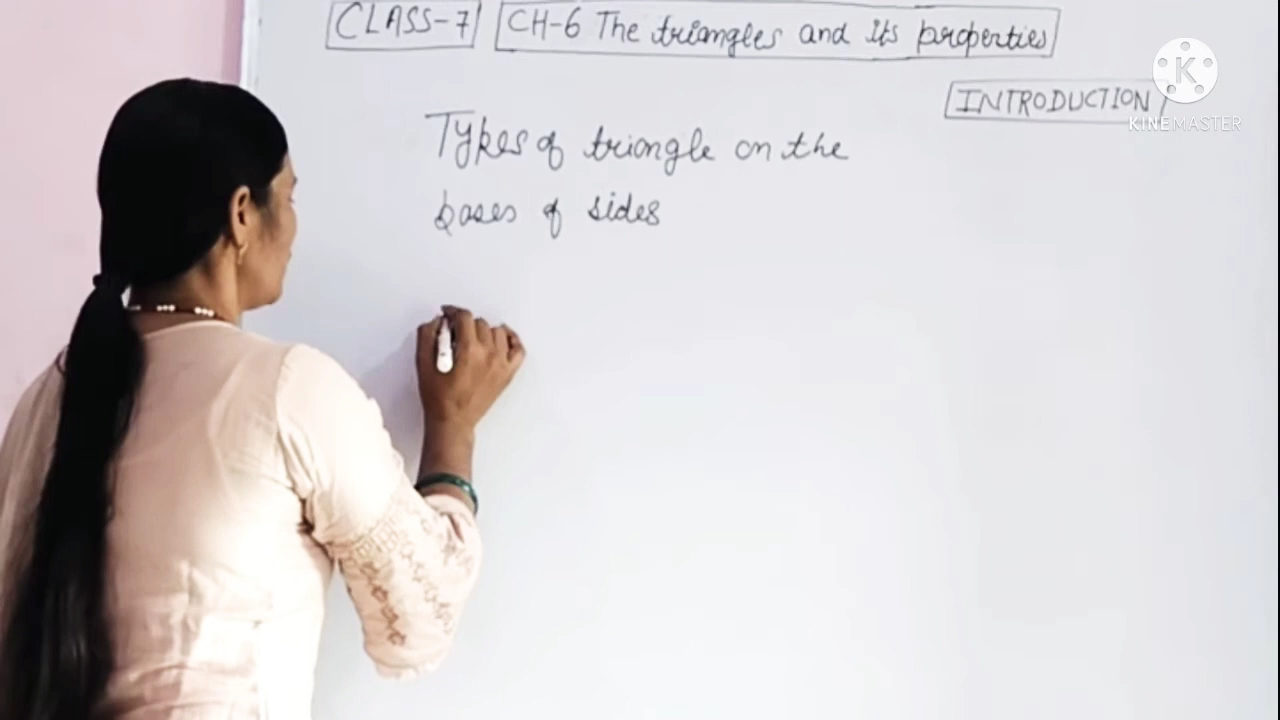 CLASS-7 CH-6 The triangles and Its properties
INTRODUCTION
K
KINEMASTER
Types of triangle on the
bases of sides